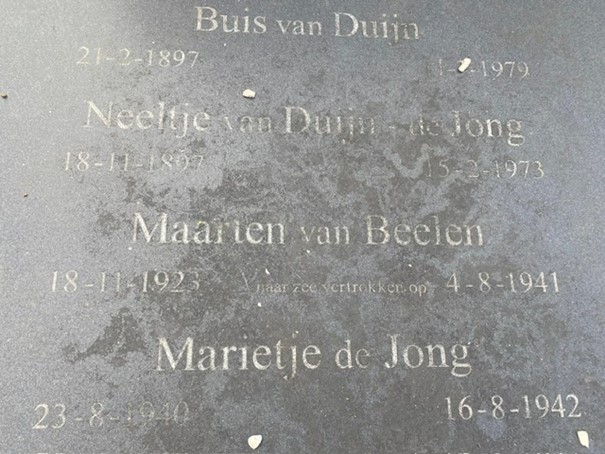 Buis van Duijn
21-2-1897 1979
Neeltje van Duijn - de Jong
18-11-1897 15-2-1973
Maarten van Beelen
18-11-1923 naar zee vertrokken op 4-8-1941
Marietje de Jong
23-8-1940 16-8-1942